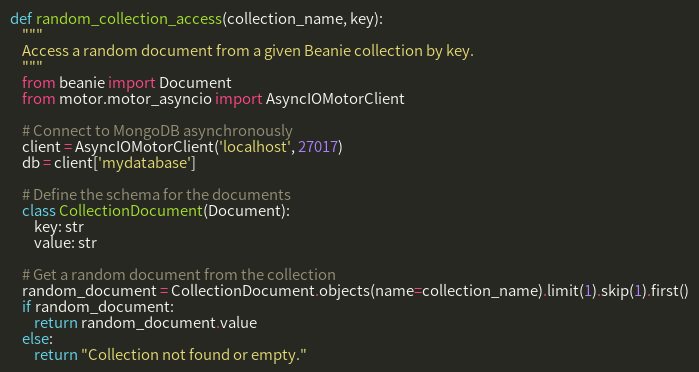 def random_collection_access(collection_name, key):
    """
    Access a random document from a given Beanie collection by key.
    """
    from beanie import Document
    from motor.motor_asyncio import AsyncIOMotorClient

    # Connect to MongoDB asynchronously
    client = AsyncIOMotorClient('localhost', 27017)
    db = client['mydatabase']

    # Define the schema for the documents
    class CollectionDocument(Document):
        key: str
        value: str

    # Get a random document from the collection
    random_document = CollectionDocument.objects(name=collection_name).limit(1).skip(1).first()
    if random_document:
        return random_document.value
    else:
        return "Collection not found or empty."